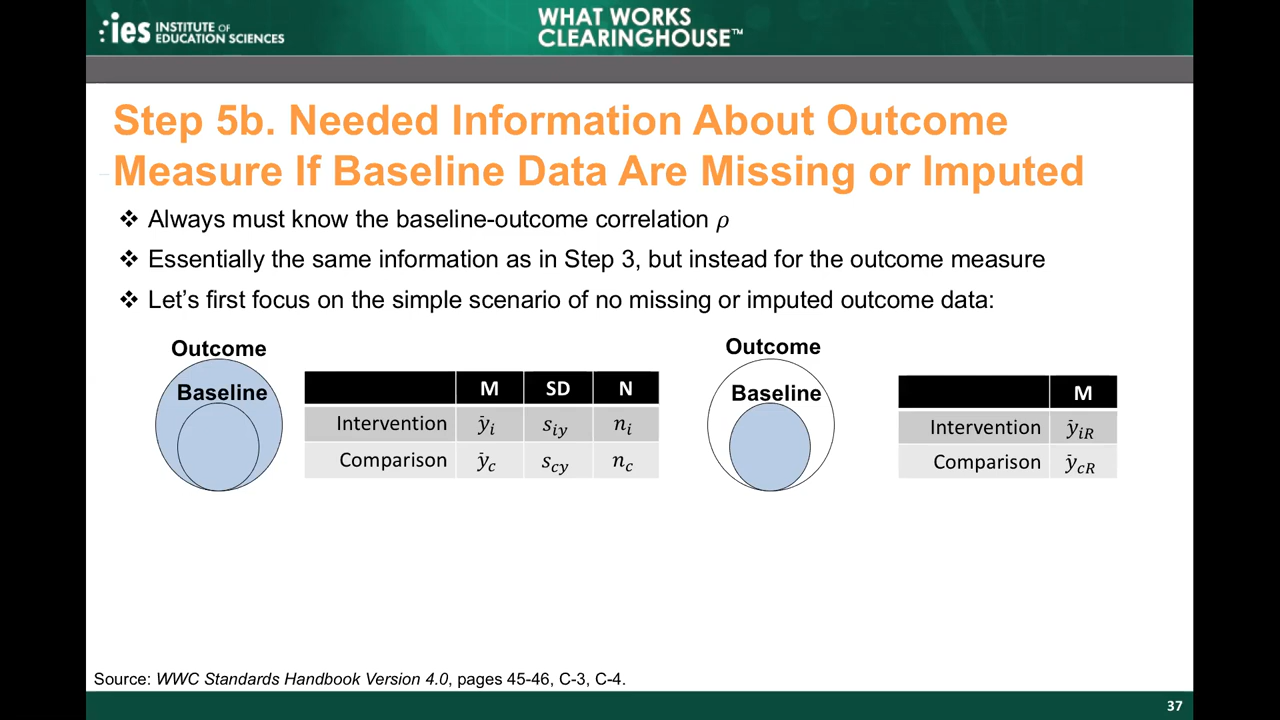 ies INSTITUTE OF EDUCATION SCIENCES
WHAT WORKS CLEARINGHOUSE™
Step 5b. Needed Information About Outcome
Measure If Baseline Data Are Missing or Imputed
❖ Always must know the baseline-outcome correlation ρ
❖ Essentially the same information as in Step 3, but instead for the outcome measure
❖ Let's first focus on the simple scenario of no missing or imputed outcome data:
Outcome
Baseline
M SD N
Intervention ȳᵢ sᵢᵧ nᵢ
Comparison ȳ_c s_cy n_c
Outcome
Baseline
M
Intervention ȳ_iR
Comparison ȳ_cR
Source: WWC Standards Handbook Version 4.0, pages 45-46, C-3, C-4.
37